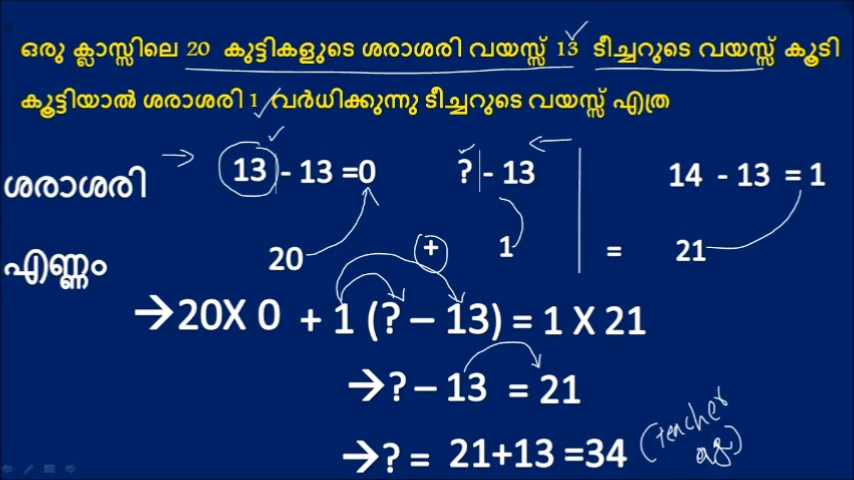 ഒരു ക്ലാസ്സിലെ 20 കുട്ടികളുടെ ശരാശരി വയസ്സ് 13 ടീച്ചറുടെ വയസ്സ് കൂടി
കൂട്ടിയാൽ ശരാശരി 1 വർധിക്കുന്നു ടീച്ചറുടെ വയസ്സ് എത്ര
ശരാശരി → 13 - 13 =0 ? - 13 14 - 13 = 1
എണ്ണം 20 + 1 = 21
→20X 0 + 1 (? – 13) = 1 X 21
→? – 13 = 21
→? = 21+13 =34 (teacher
age)